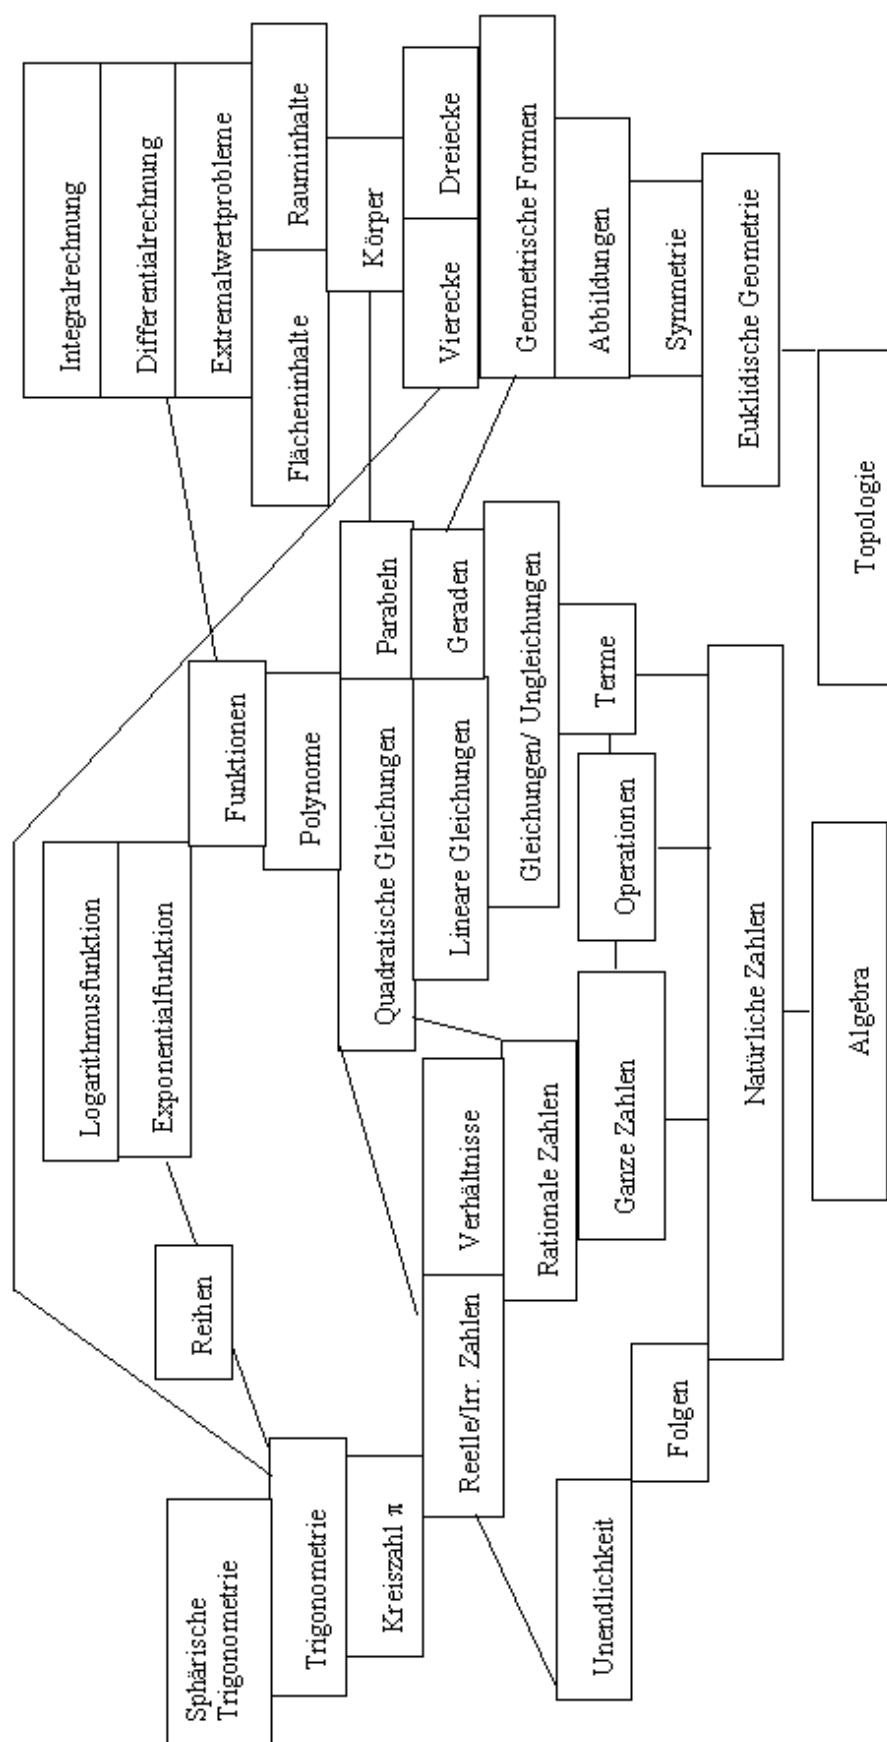 Sphärische
Trigonometrie
Trigonometrie
Kreiszahl π
Reihen
Logarithmusfunktion
Exponentialfunktion
Funktionen
Polynome
Integralrechnung
Differentialrechnung
Extremalwertprobleme
Flächeninhalte
Rauminhalte
Körper
Quadratische Gleichungen
Parabeln
Vierecke
Dreiecke
Reelle/Irr. Zahlen
Verhältnisse
Lineare Gleichungen
Geraden
Geometrische Formen
Rationale Zahlen
Gleichungen/ Ungleichungen
Abbildungen
Unendlichkeit
Ganze Zahlen
Operationen
Terme
Symmetrie
Folgen
Natürliche Zahlen
Euklidische Geometrie
Algebra
Topologie